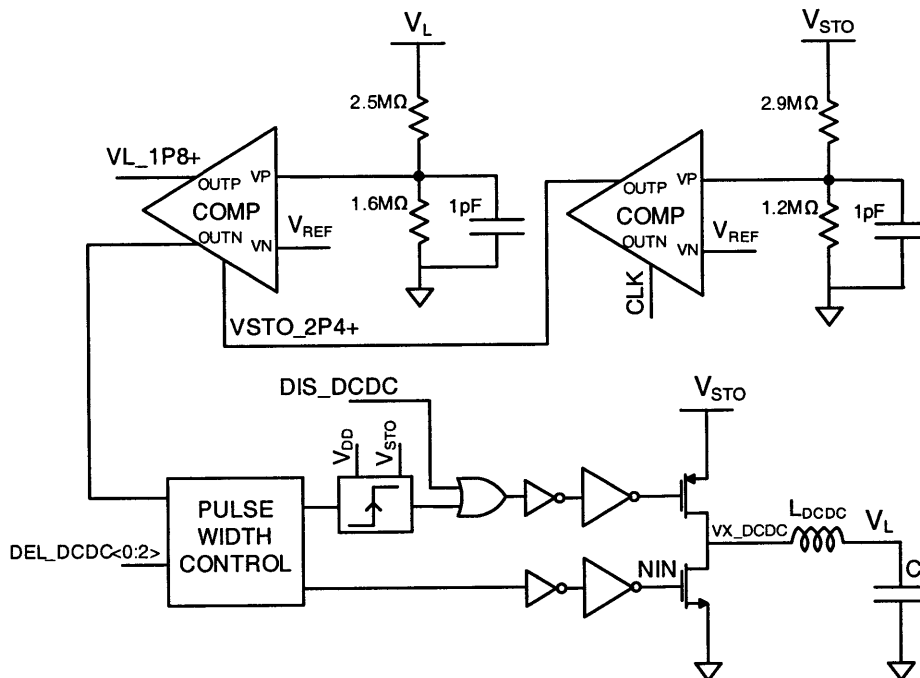 V_L
V_STO
2.5MΩ
2.9MΩ
VL_1P8+
OUTP
VP
COMP
OUTN
VN
V_REF
1.6MΩ
1pF
OUTP
VP
COMP
OUTN
VN
V_REF
1.2MΩ
1pF
CLK
VSTO_2P4+
DIS_DCDC
V_DD
V_STO
V_STO
PULSE
WIDTH
CONTROL
DEL_DCDC<0:2>
NIN
VX_DCDC
L_DCDC
V_L
C